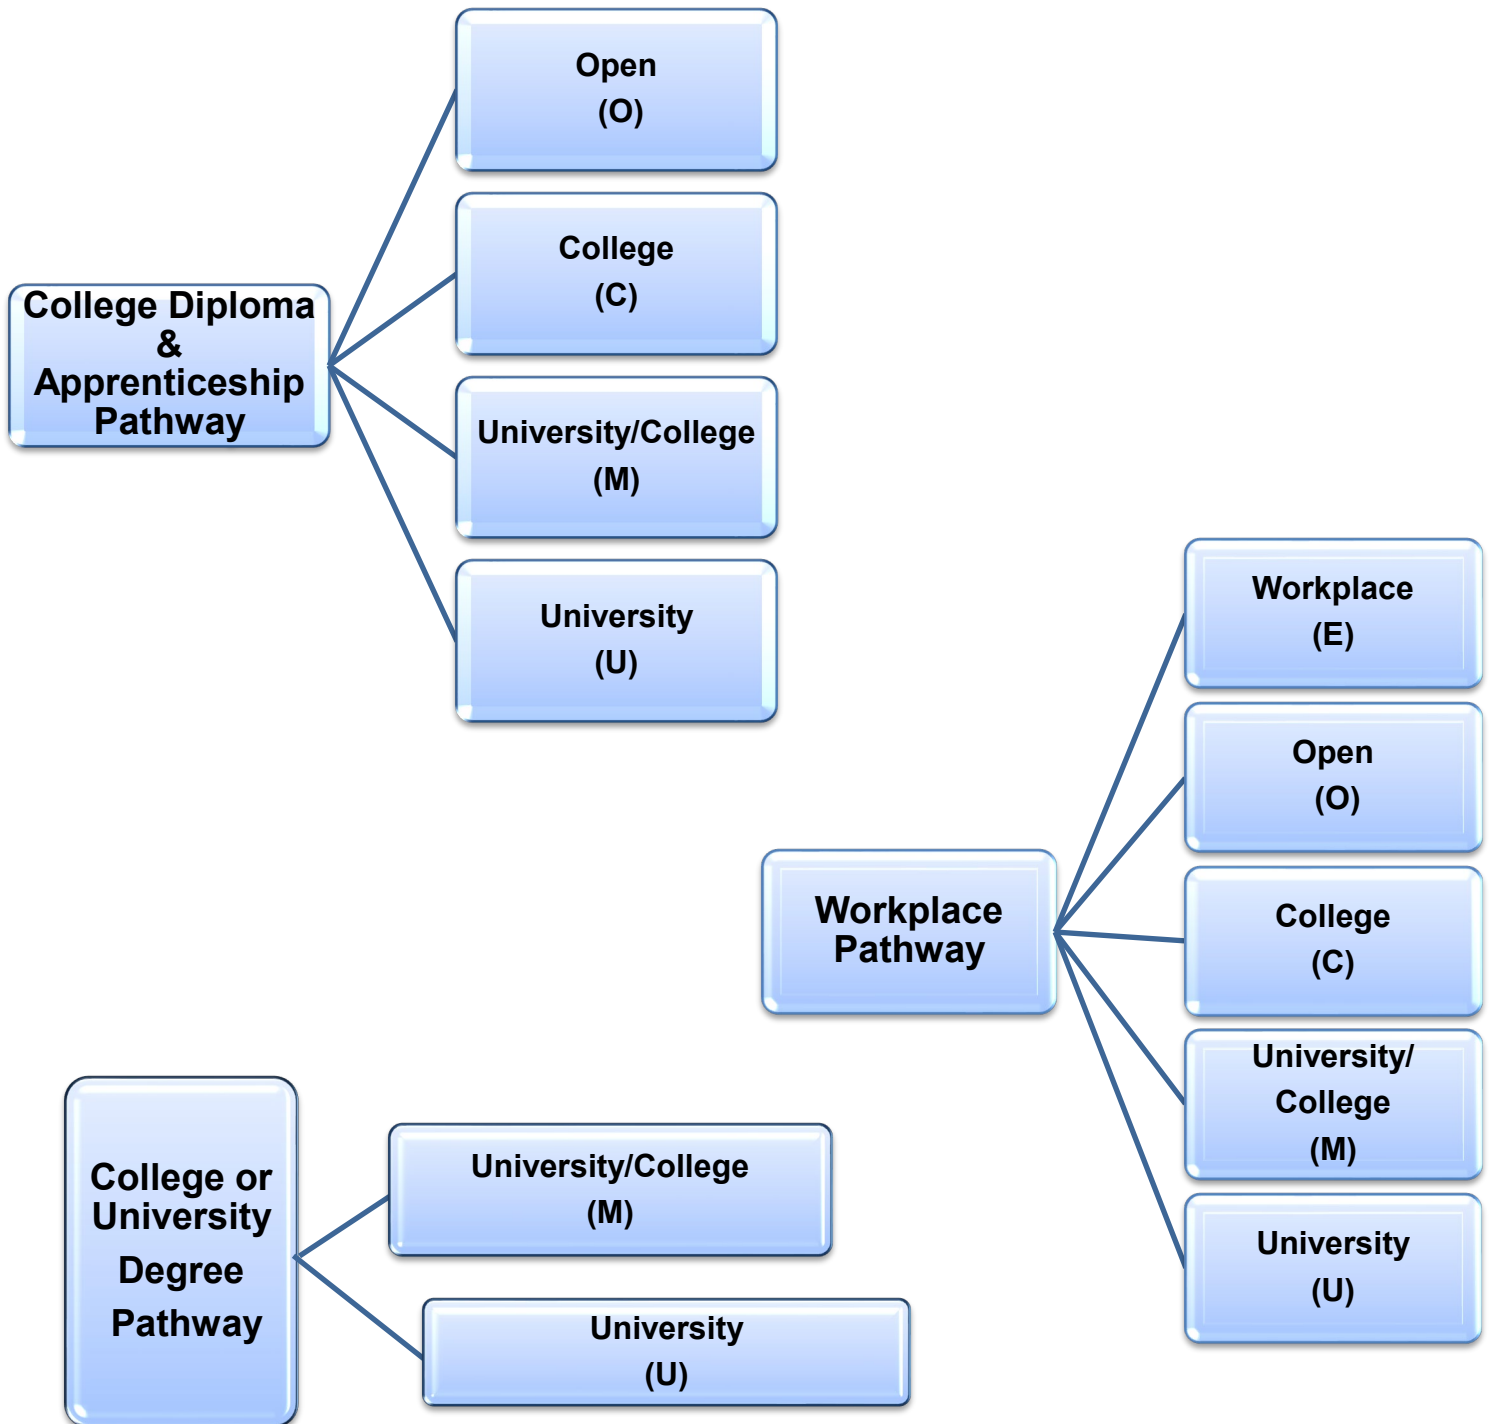 College Diploma
&
Apprenticeship
Pathway
Open
(O)
College
(C)
University/College
(M)
University
(U)
Workplace
Pathway
Workplace
(E)
Open
(O)
College
(C)
University/
College
(M)
University
(U)
College or
University
Degree
Pathway
University/College
(M)
University
(U)